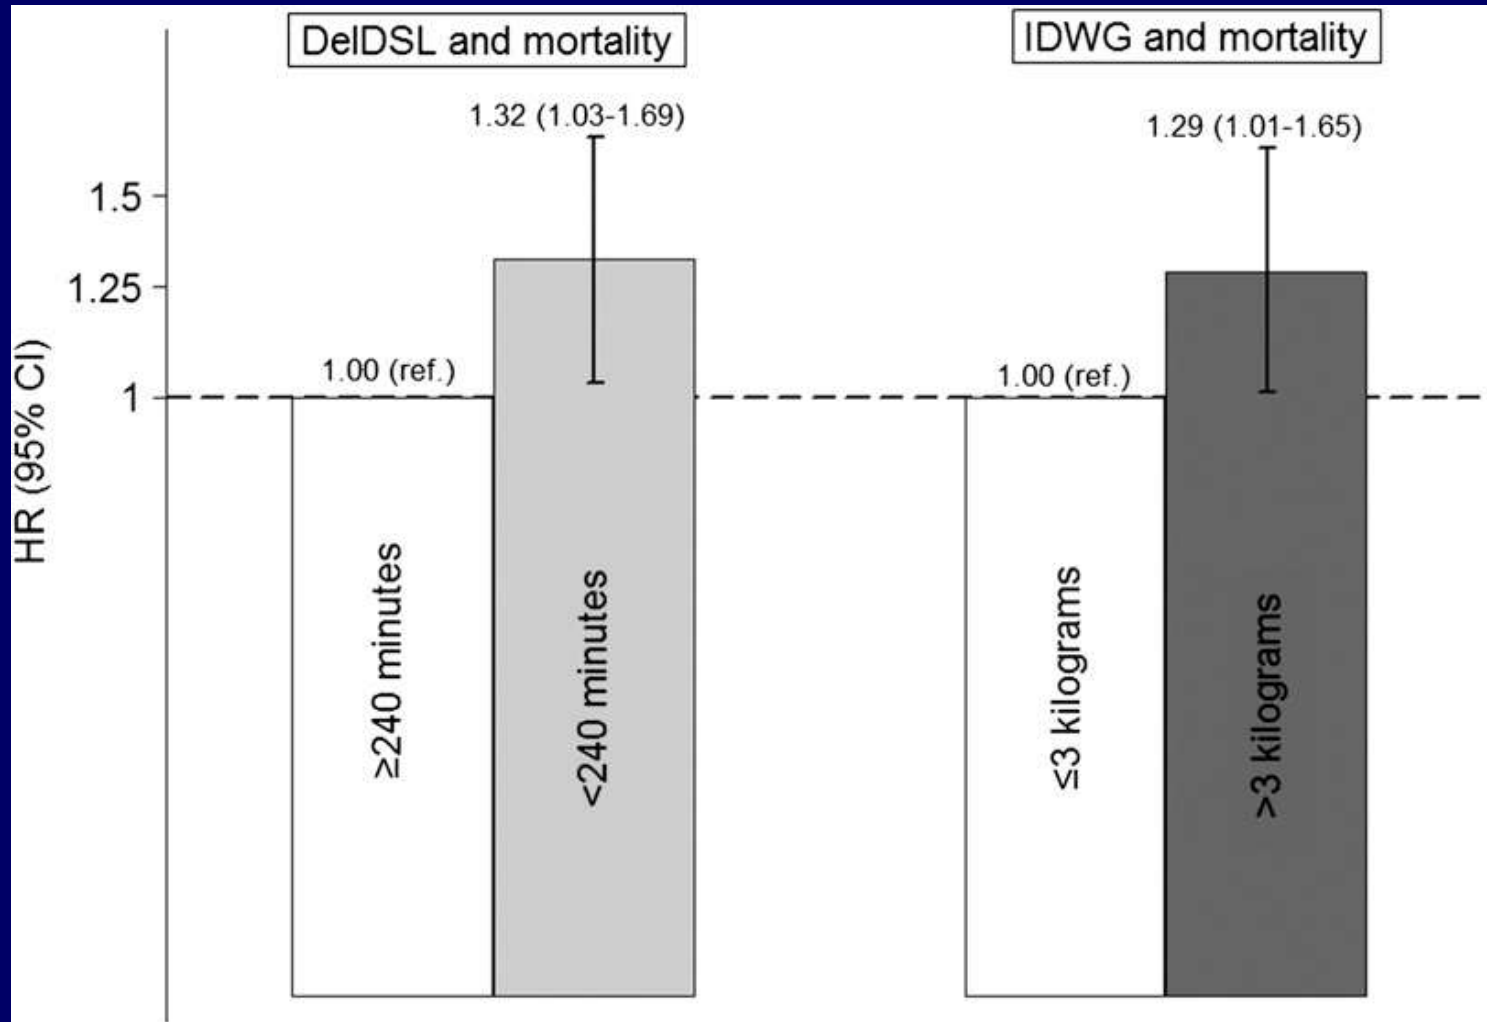 DelDSL and mortality
IDWG and mortality
1.32 (1.03-1.69)
1.29 (1.01-1.65)
1.5
1.25
1
HR (95% CI)
1.00 (ref.)
1.00 (ref.)
≥240 minutes
<240 minutes
≤3 kilograms
>3 kilograms